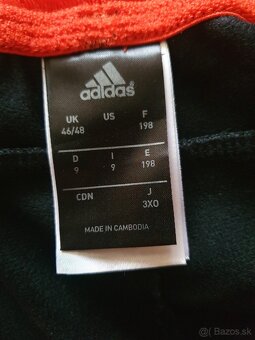 adidas
UK US F
46/48 198
D I E
9 9 198
CDN J
3XO
MADE IN CAMBODIA
© bazos.sk